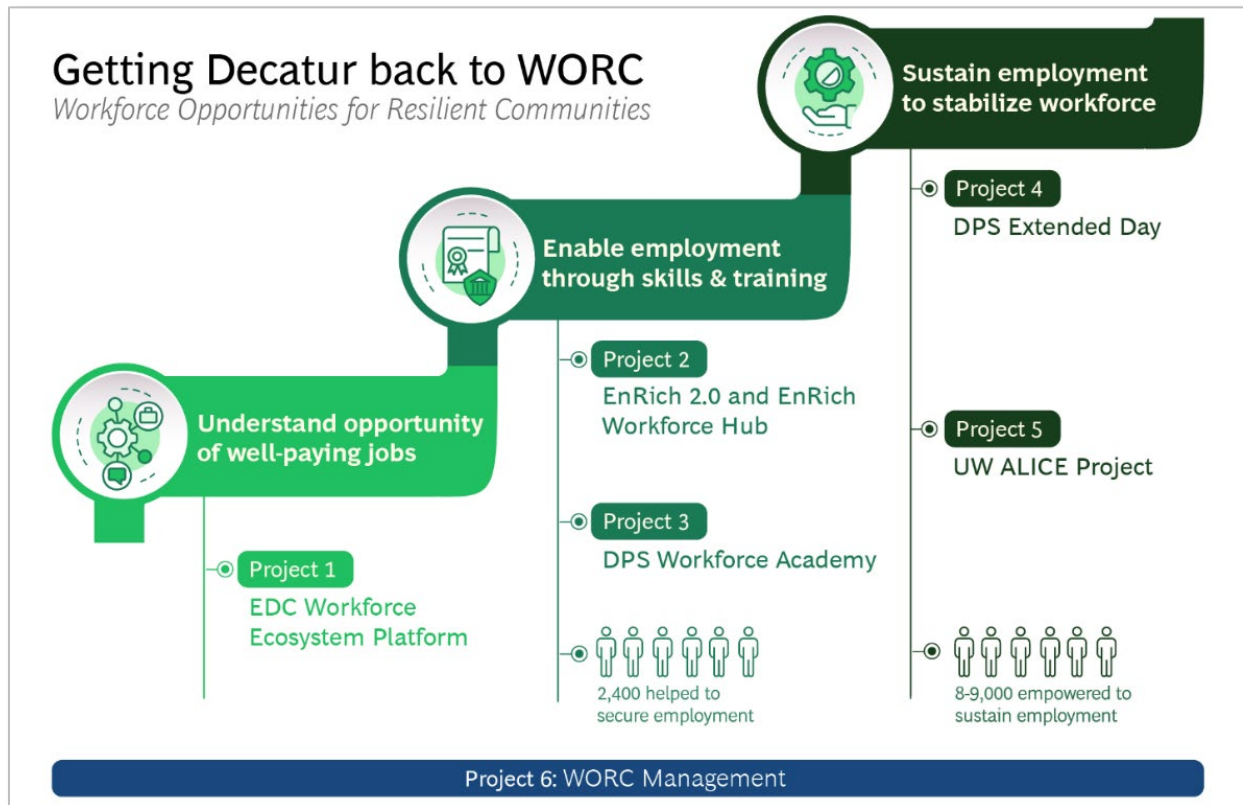 Getting Decatur back to WORC
Workforce Opportunities for Resilient Communities
Understand opportunity
of well-paying jobs
Project 1
EDC Workforce
Ecosystem Platform
Enable employment
through skills & training
Project 2
EnRich 2.0 and EnRich
Workforce Hub
Project 3
DPS Workforce Academy
2,400 helped to
secure employment
Sustain employment
to stabilize workforce
Project 4
DPS Extended Day
Project 5
UW ALICE Project
8-9,000 empowered to
sustain employment
Project 6: WORC Management